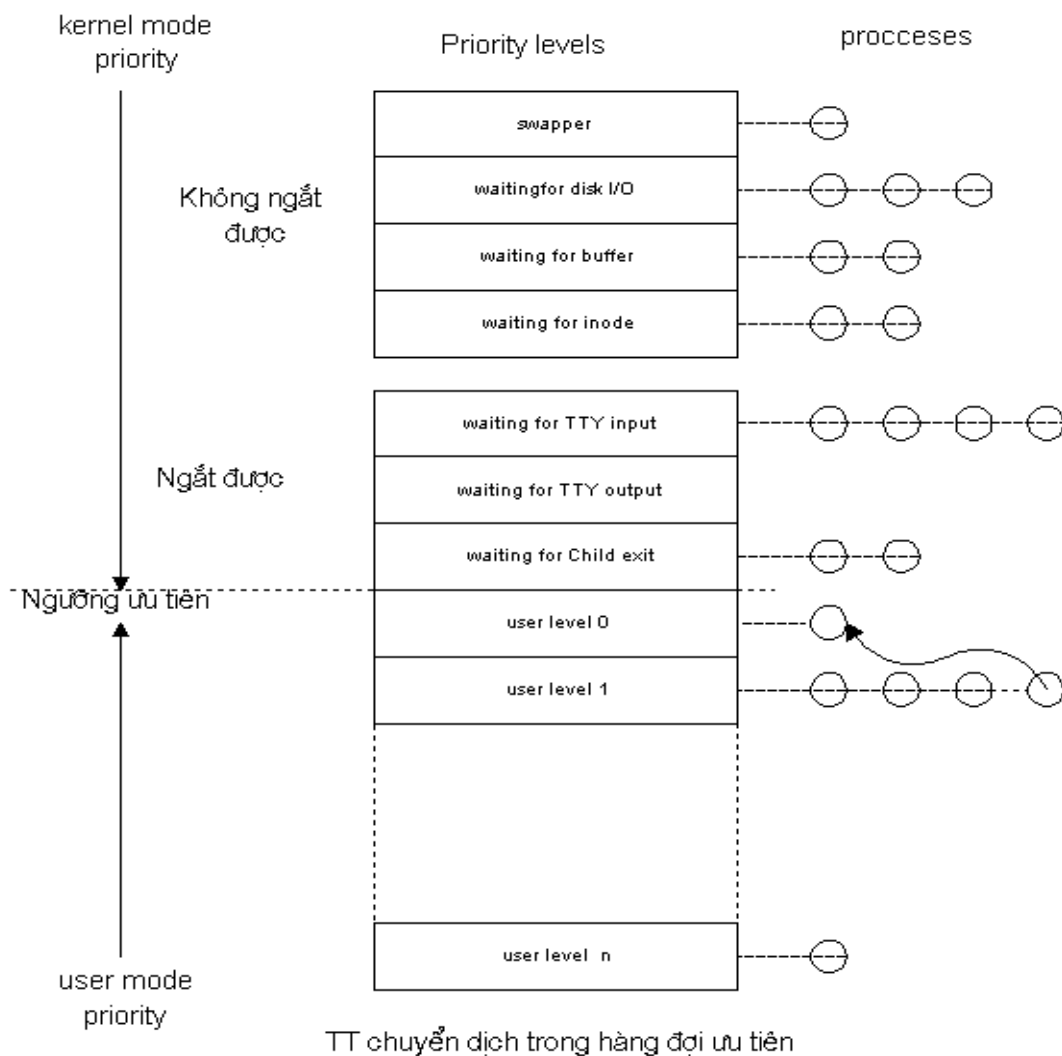 kernel mode
priority
Priority levels
procceses
swapper
Không ngắt
được
waitingfor disk I/O
waiting for buffer
waiting for inode
waiting for TTY input
Ngắt được
waiting for TTY output
waiting for Child exit
Ngưỡng ưu tiên
user level 0
user level 1
user level n
user mode
priority
TT chuyển dịch trong hàng đợi ưu tiên